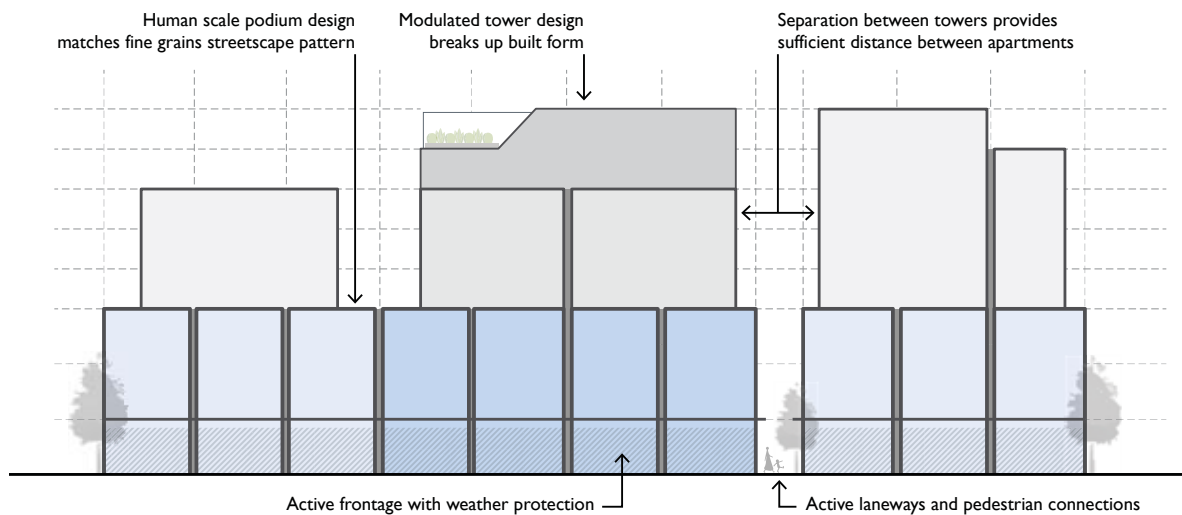 Human scale podium design
matches fine grains streetscape pattern
Modulated tower design
breaks up built form
Separation between towers provides
sufficient distance between apartments
Active frontage with weather protection
Active laneways and pedestrian connections